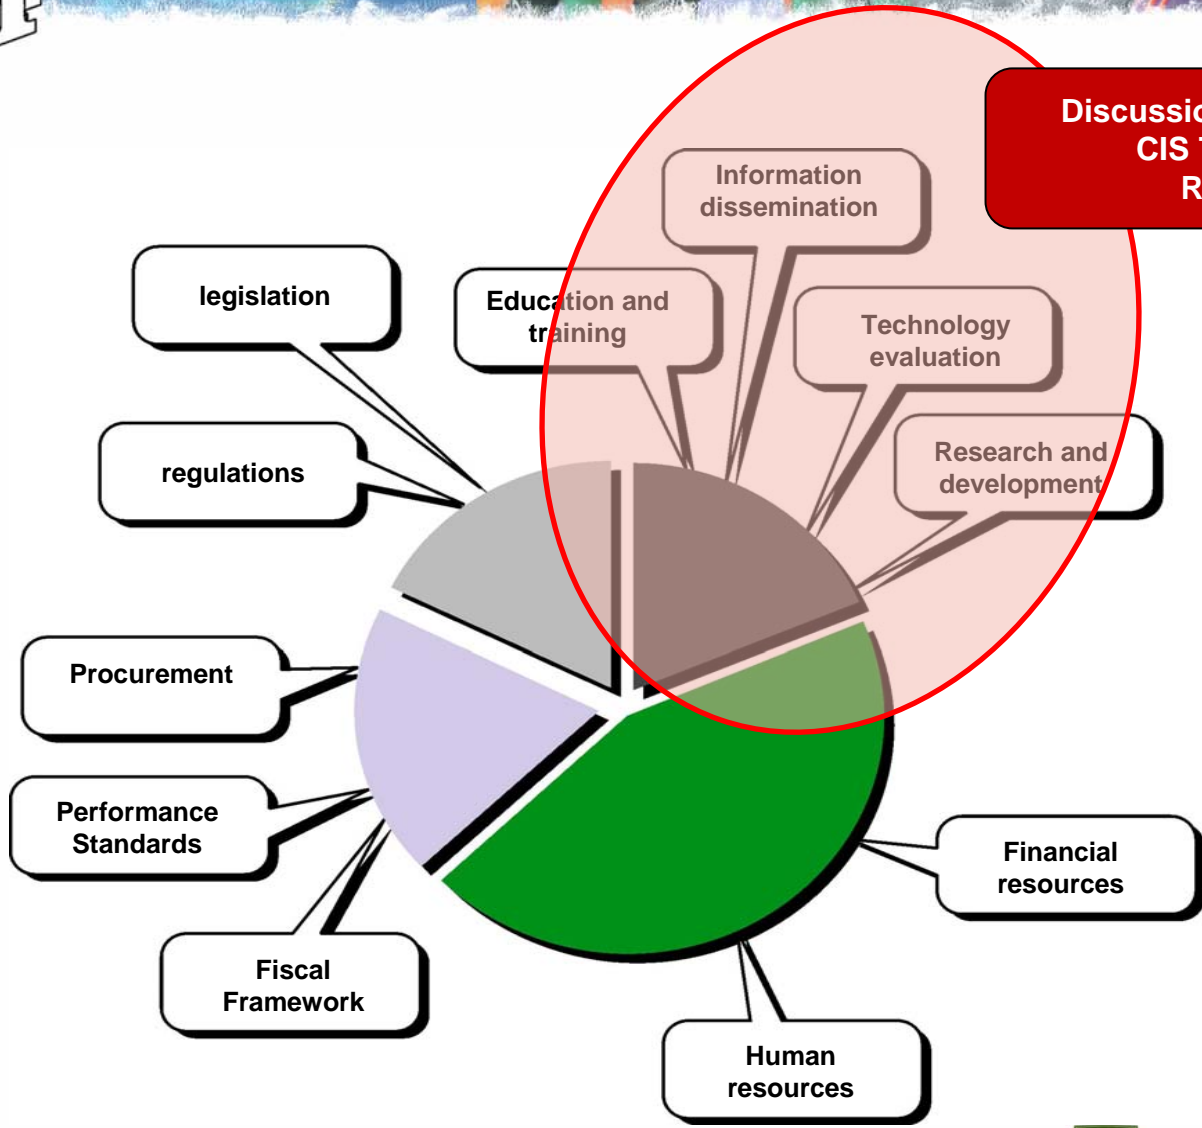 Discussio
CIS
R
Information
dissemination
legislation
Education and
training
Technology
evaluation
regulations
Research and
development
Procurement
Performance
Standards
Financial
resources
Fiscal
Framework
Human
resources